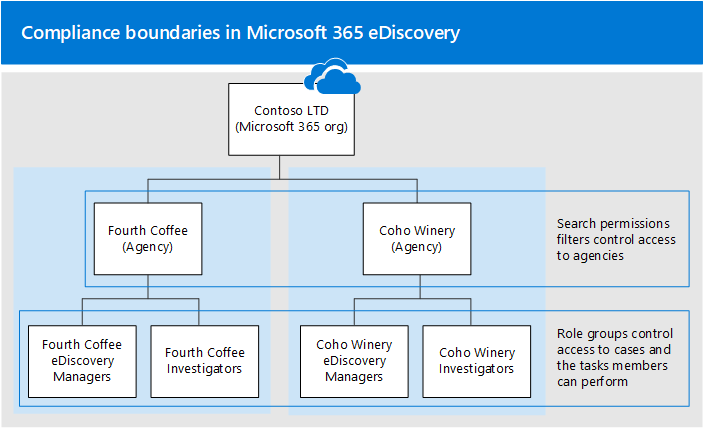 Compliance boundaries in Microsoft 365 eDiscovery
Contoso LTD
(Microsoft 365 org)
Fourth Coffee
(Agency)
Coho Winery
(Agency)
Search permissions
filters control access
to agencies
Fourth Coffee
eDiscovery
Managers
Fourth Coffee
Investigators
Coho Winery
eDiscovery
Managers
Coho Winery
Investigators
Role groups control
access to cases and
the tasks members
can perform